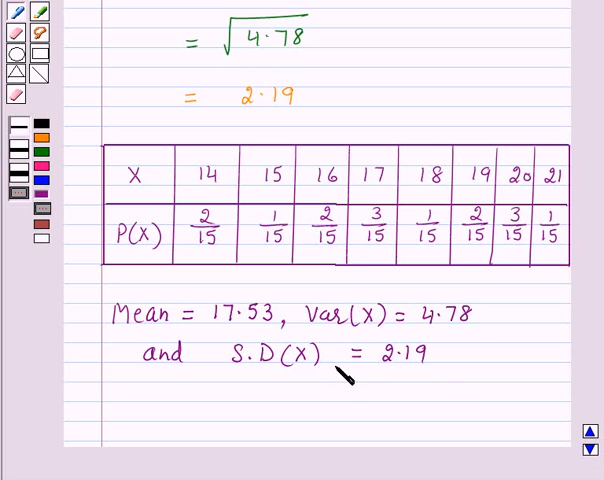 = √4.78
= 2.19
X 14 15 16 17 18 19 20 21
P(X) 2/15 1/15 2/15 3/15 1/15 2/15 3/15 1/15
Mean = 17.53, Var(X) = 4.78
and S.D(X) = 2.19